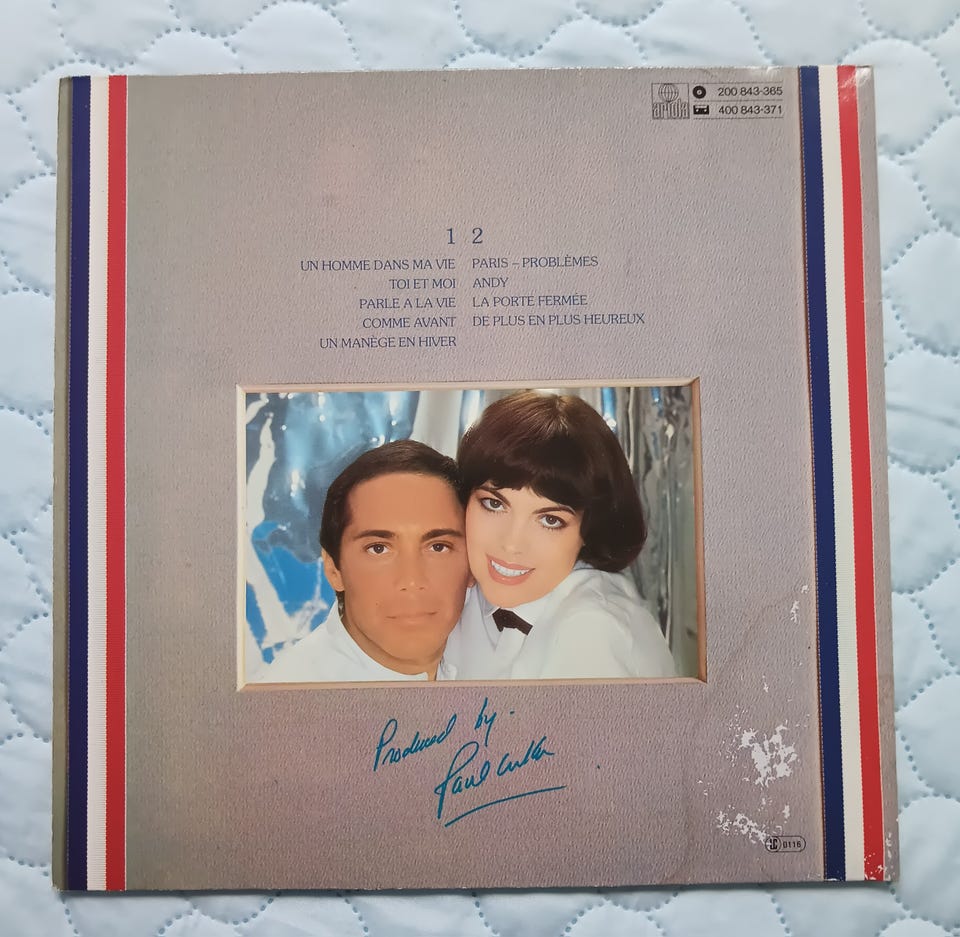 ariola
200 843-365
400 843-371
1 2
UN HOMME DANS MA VIE
TOI ET MOI
PARLE A LA VIE
COMME AVANT
UN MANÈGE EN HIVER
PARIS – PROBLÈMES
ANDY
LA PORTE FERMÉE
DE PLUS EN PLUS HEUREUX
Produced by
Paul Anka
LC 0116